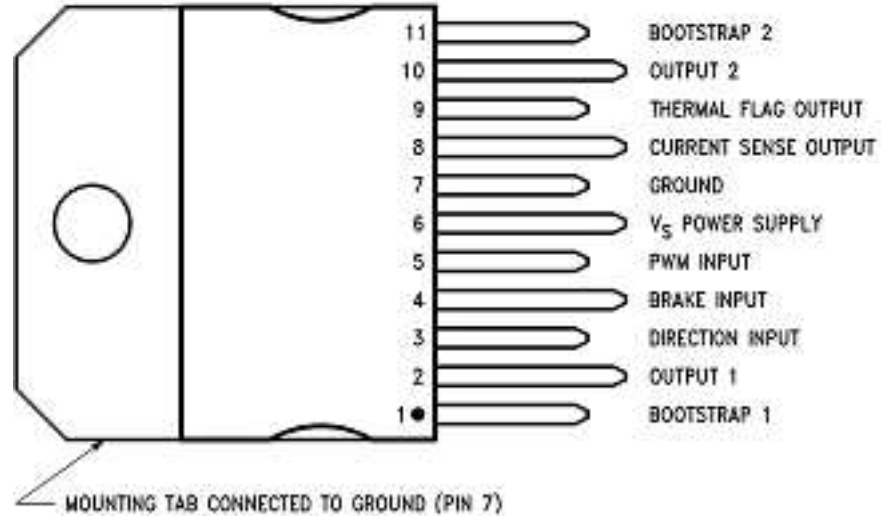 11 BOOTSTRAP 2
10 OUTPUT 2
9 THERMAL FLAG OUTPUT
8 CURRENT SENSE OUTPUT
7 GROUND
6 VS POWER SUPPLY
5 PWM INPUT
4 BRAKE INPUT
3 DIRECTION INPUT
2 OUTPUT 1
1 BOOTSTRAP 1
MOUNTING TAB CONNECTED TO GROUND (PIN 7)